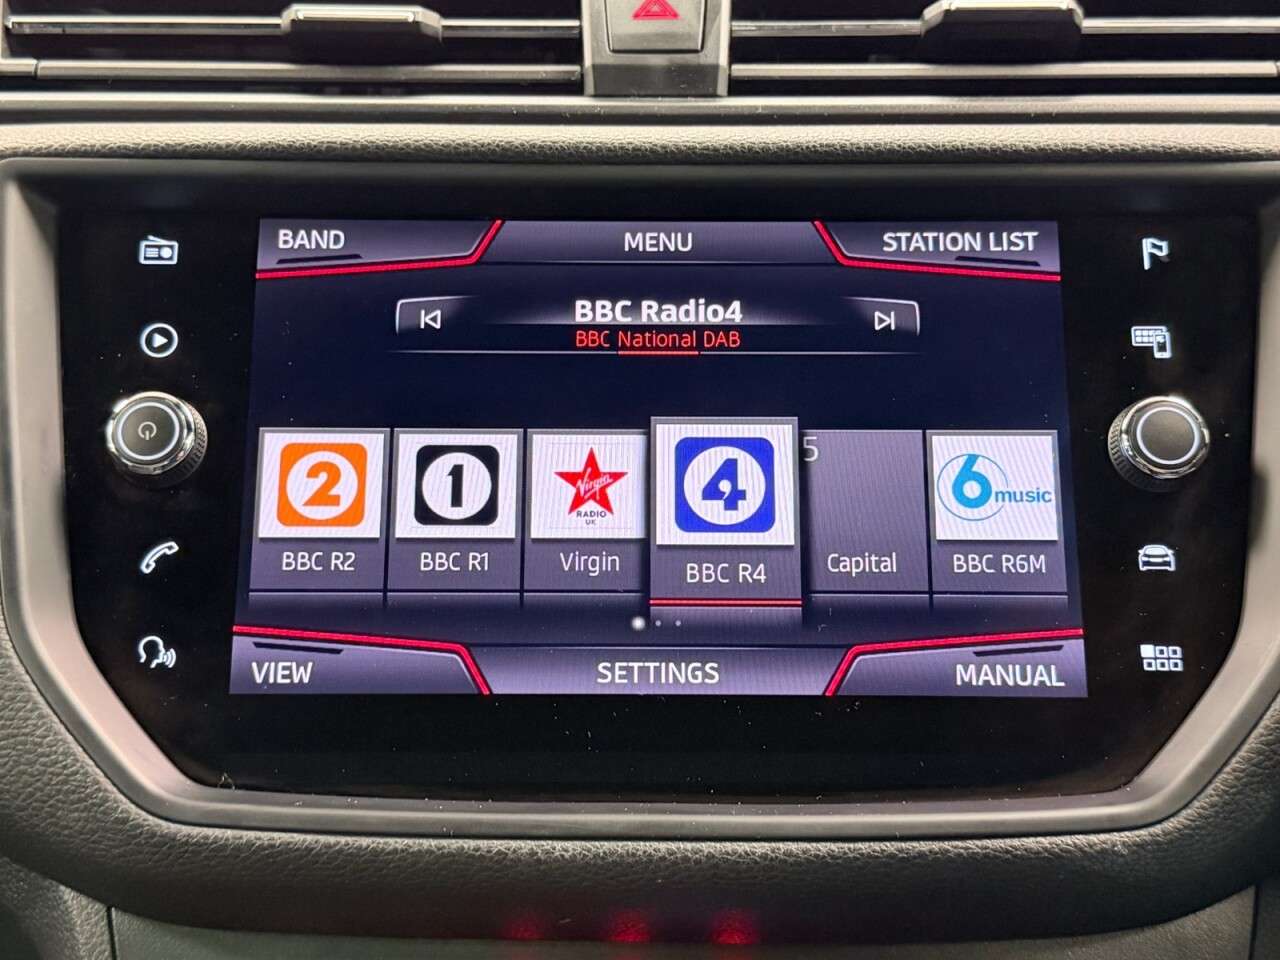 BAND
MENU
STATION LIST
BBC Radio4
BBC National DAB
2
1
Virgin
RADIO
UK
4
5
6 music
BBC R2
BBC R1
Virgin
BBC R4
Capital
BBC R6M
VIEW
SETTINGS
MANUAL